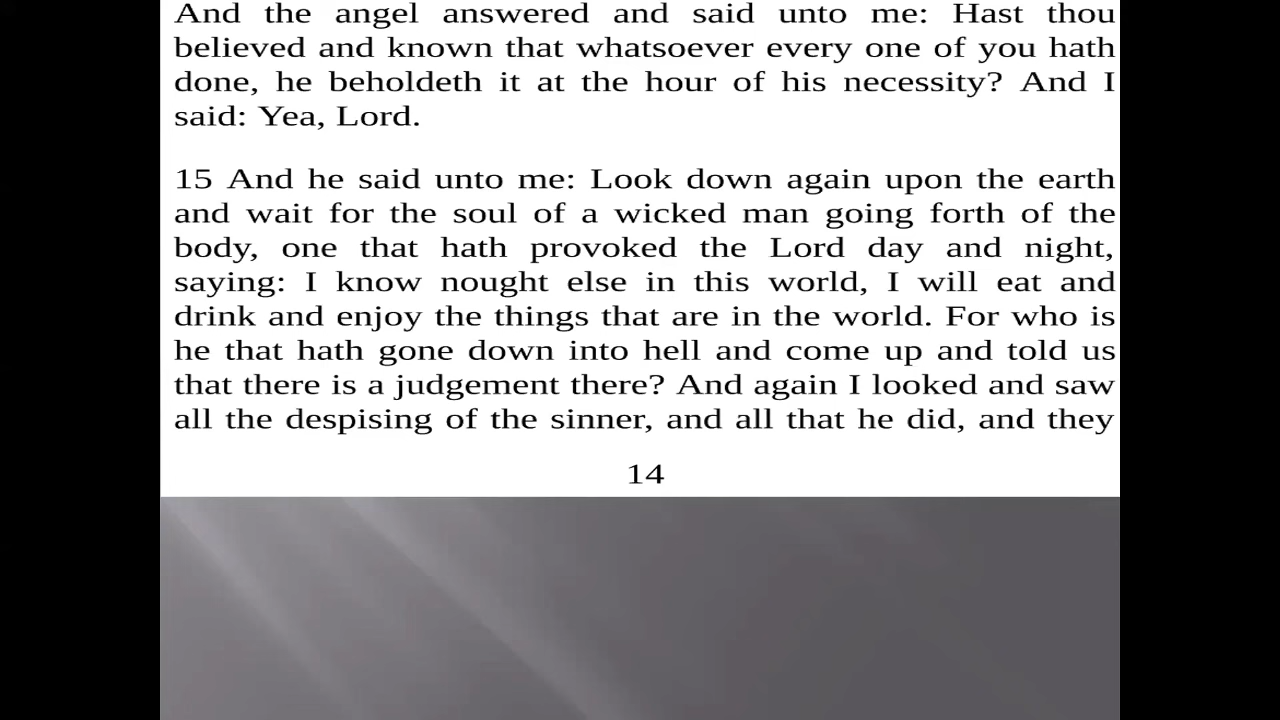 And the angel answered and said unto me: Hast thou
believed and known that whatsoever every one of you hath
done, he beholdeth it at the hour of his necessity? And I
said: Yea, Lord.
15 And he said unto me: Look down again upon the earth
and wait for the soul of a wicked man going forth of the
body, one that hath provoked the Lord day and night,
saying: I know nought else in this world, I will eat and
drink and enjoy the things that are in the world. For who is
he that hath gone down into hell and come up and told us
that there is a judgement there? And again I looked and saw
all the despising of the sinner, and all that he did, and they
14